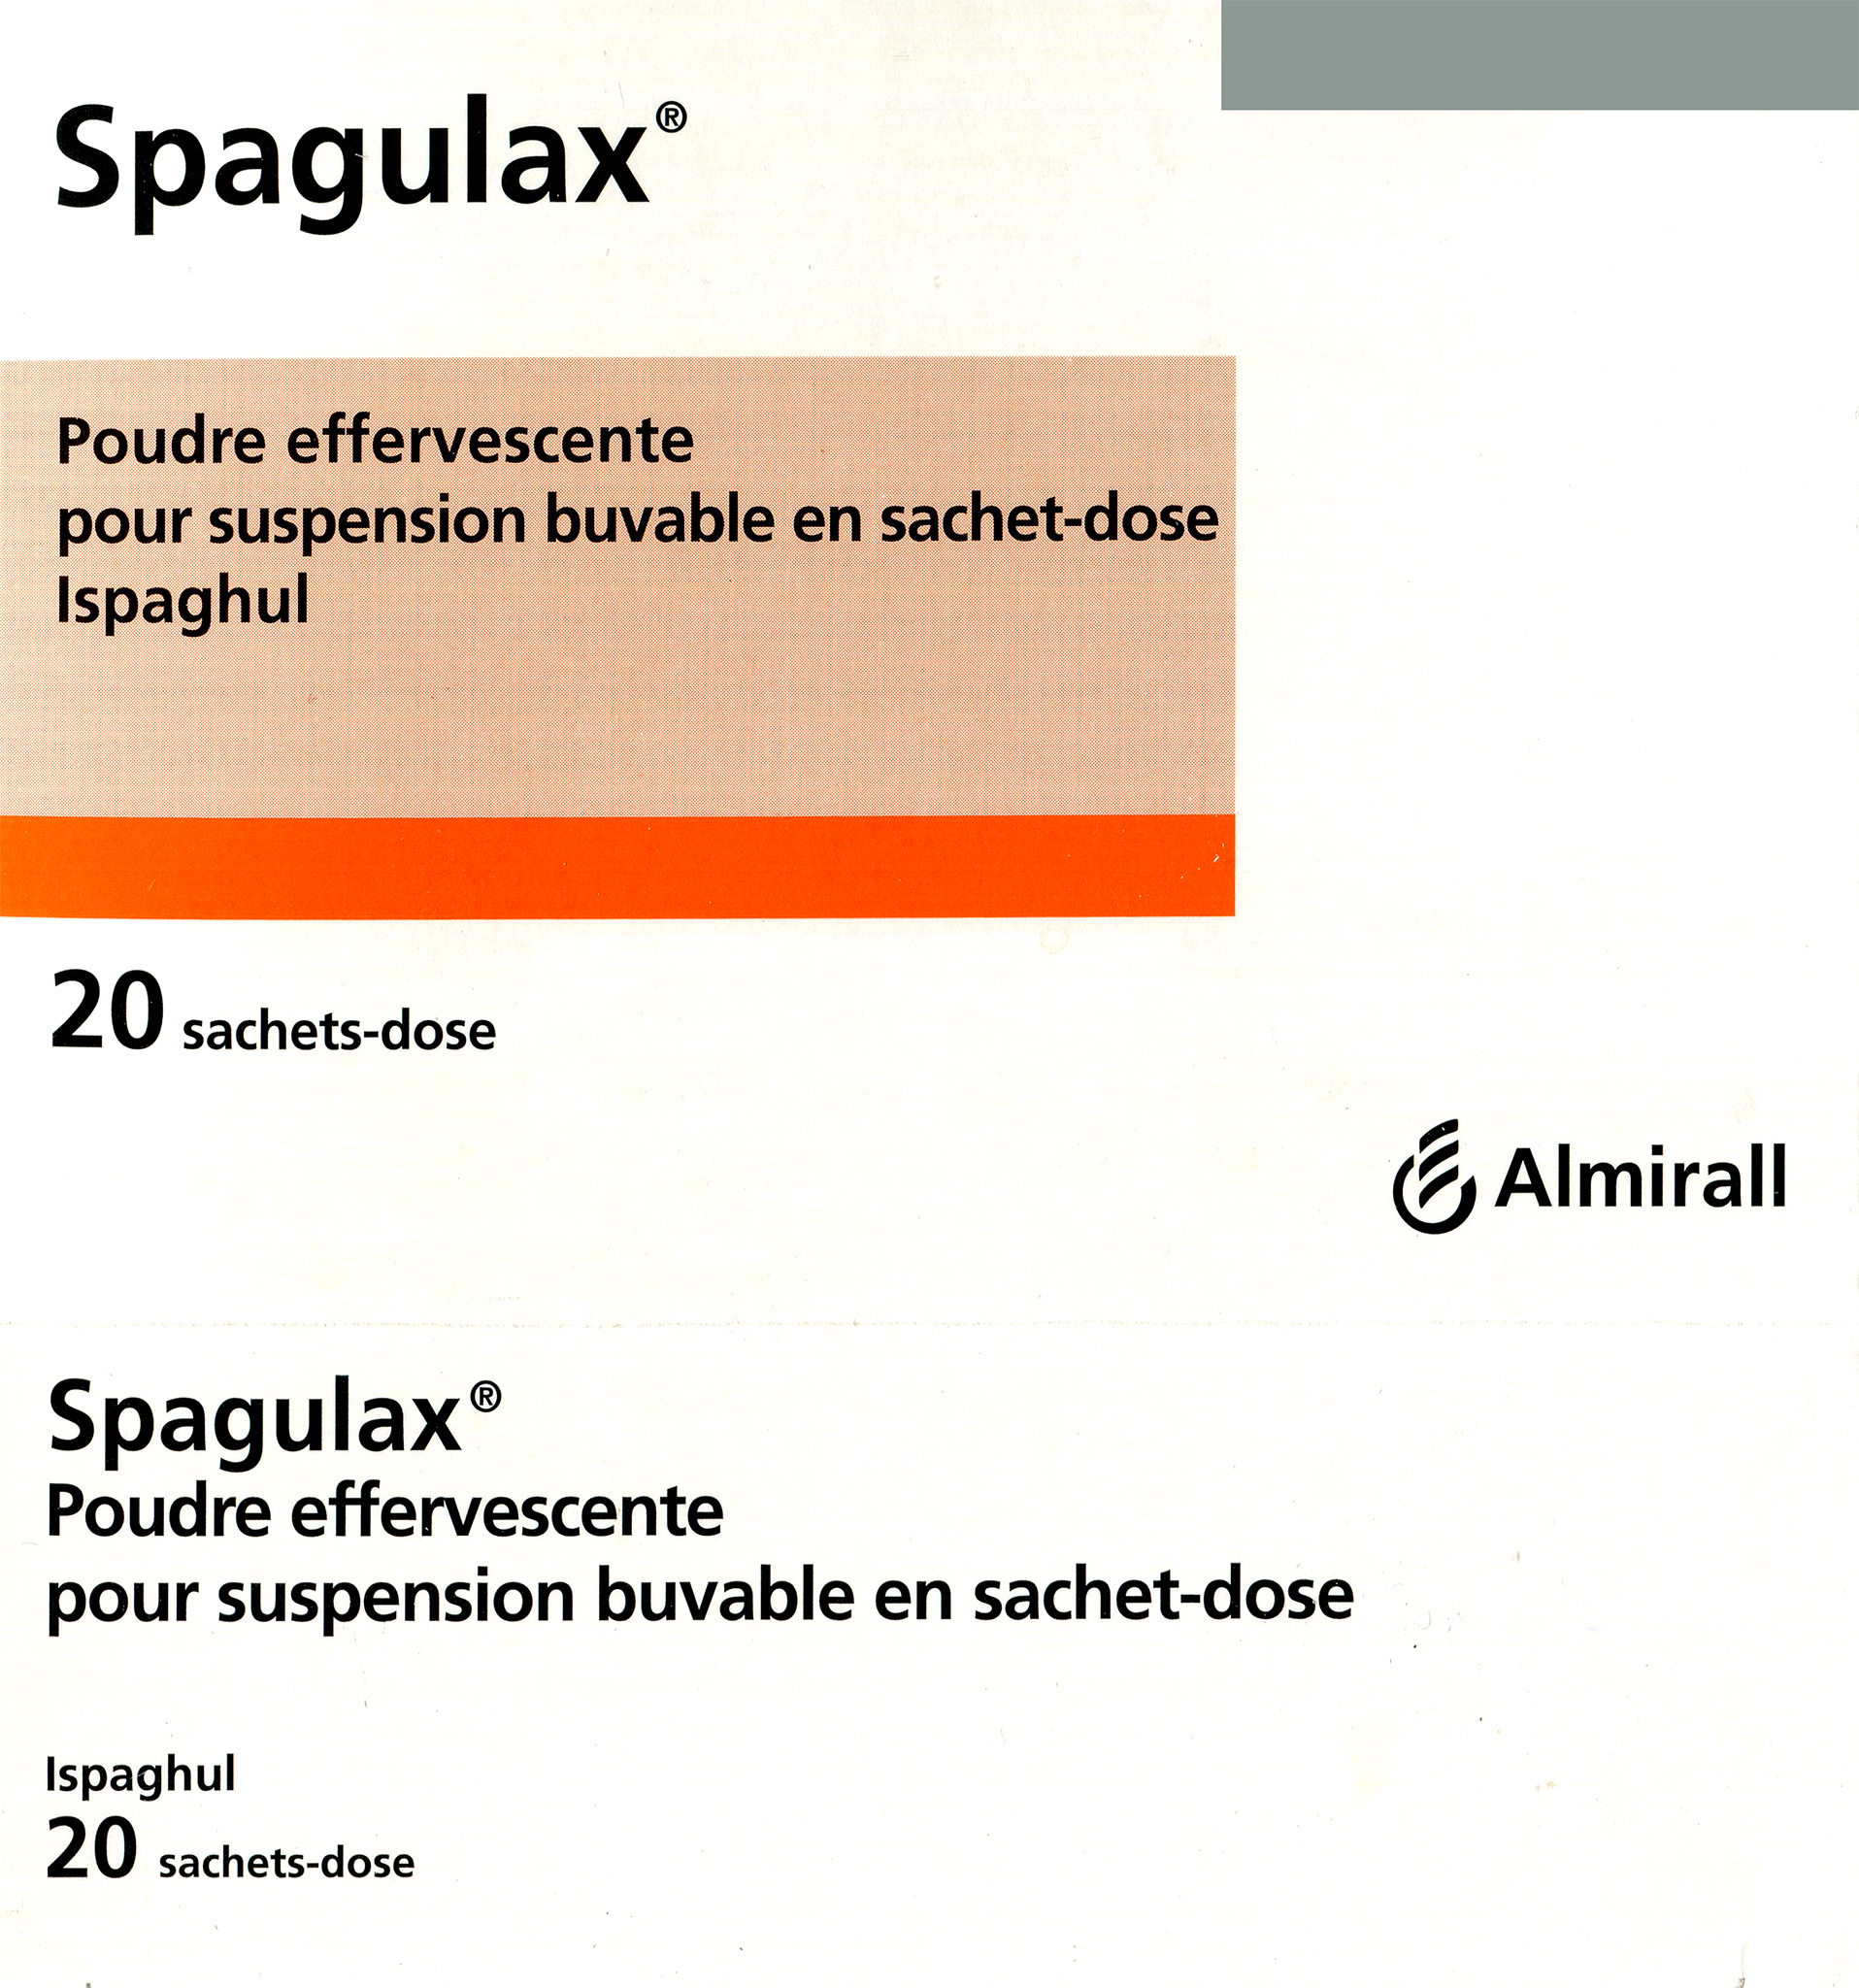 Spagulax®
Poudre effervescente
pour suspension buvable en sachet-dose
Ispaghul
20 sachets-dose
Almirall
Spagulax®
Poudre effervescente
pour suspension buvable en sachet-dose
Ispaghul
20 sachets-dose